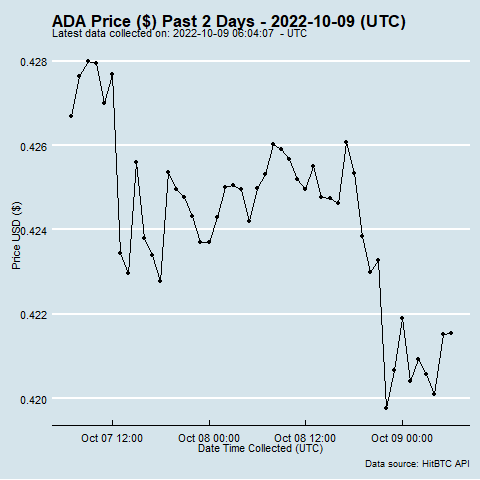 ADA Price ($) Past 2 Days - 2022-10-09 (UTC)
Latest data collected on: 2022-10-09 06:04:07 - UTC
0.428
0.426
0.424
0.422
0.420
Price USD ($)
Oct 07 12:00
Oct 08 00:00
Oct 08 12:00
Oct 09 00:00
Date Time Collected (UTC)
Data source: HitBTC API